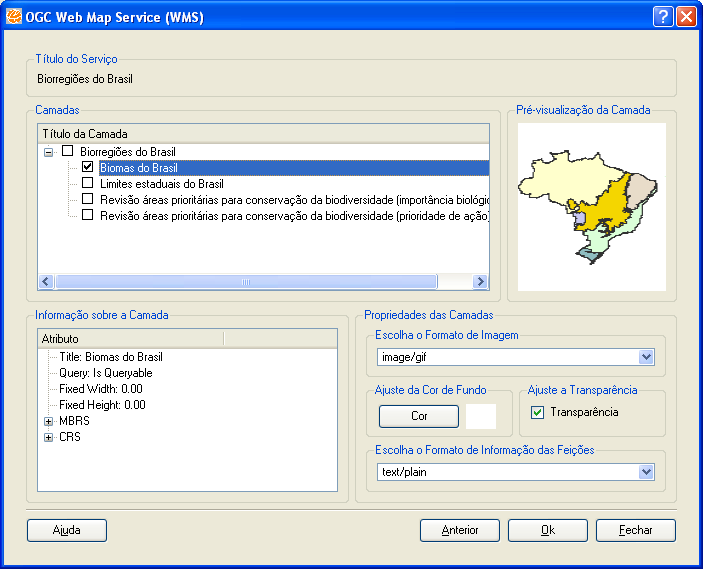 OGC Web Map Service (WMS)
Título do Serviço
Biorregiões do Brasil
Camadas
Título da Camada
Biorregiões do Brasil
Biomas do Brasil
Limites estaduais do Brasil
Revisão áreas prioritárias para conservação da biodiversidade (importância biológic
Revisão áreas prioritárias para conservação da biodiversidade (prioridade de ação)
Pré-visualização da Camada
Informação sobre a Camada
Atributo
Title: Biomas do Brasil
Query: Is Queryable
Fixed Width: 0.00
Fixed Height: 0.00
MBRS
CRS
Propriedades das Camadas
Escolha o Formato de Imagem
image/gif
Ajuste da Cor de Fundo
Cor
Ajuste a Transparência
Transparência
Escolha o Formato de Informação das Feições
text/plain
Ajuda
Anterior
Ok
Fechar